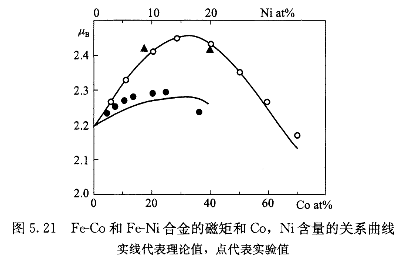 0 10 20 Ni at%
μB
2.4
2.3
2.2
2.1
2.0
0 20 40 60 Co at%
图 5.21 Fe-Co 和 Fe-Ni 合金的磁矩和 Co, Ni 含量的关系曲线
实线代表理论值，点代表实验值